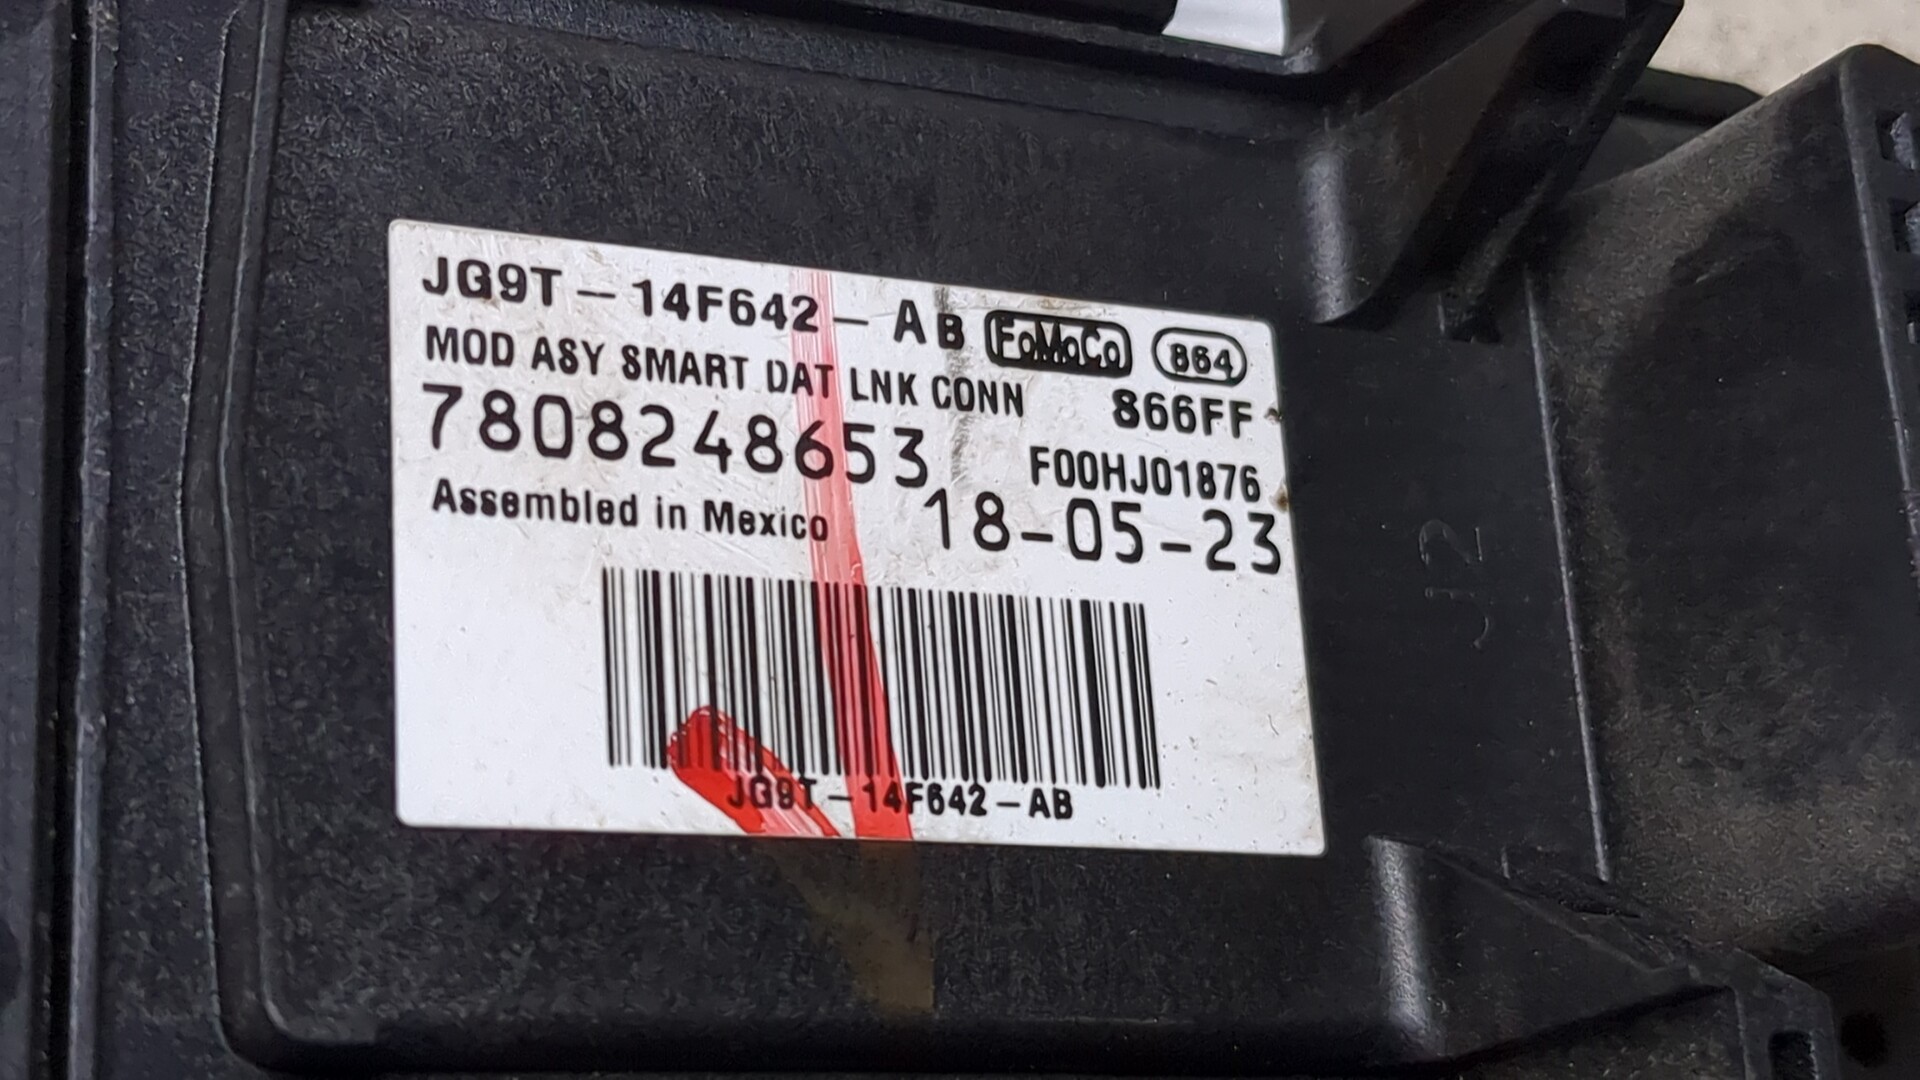 JG9T – 14F642 – AB FoMoCo 864
MOD ASY SMART DAT LNK CONN 866FF
7808248653 F00HJ01876
Assembled in Mexico 18-05-23
JG9T – 14F642 – AB
J2